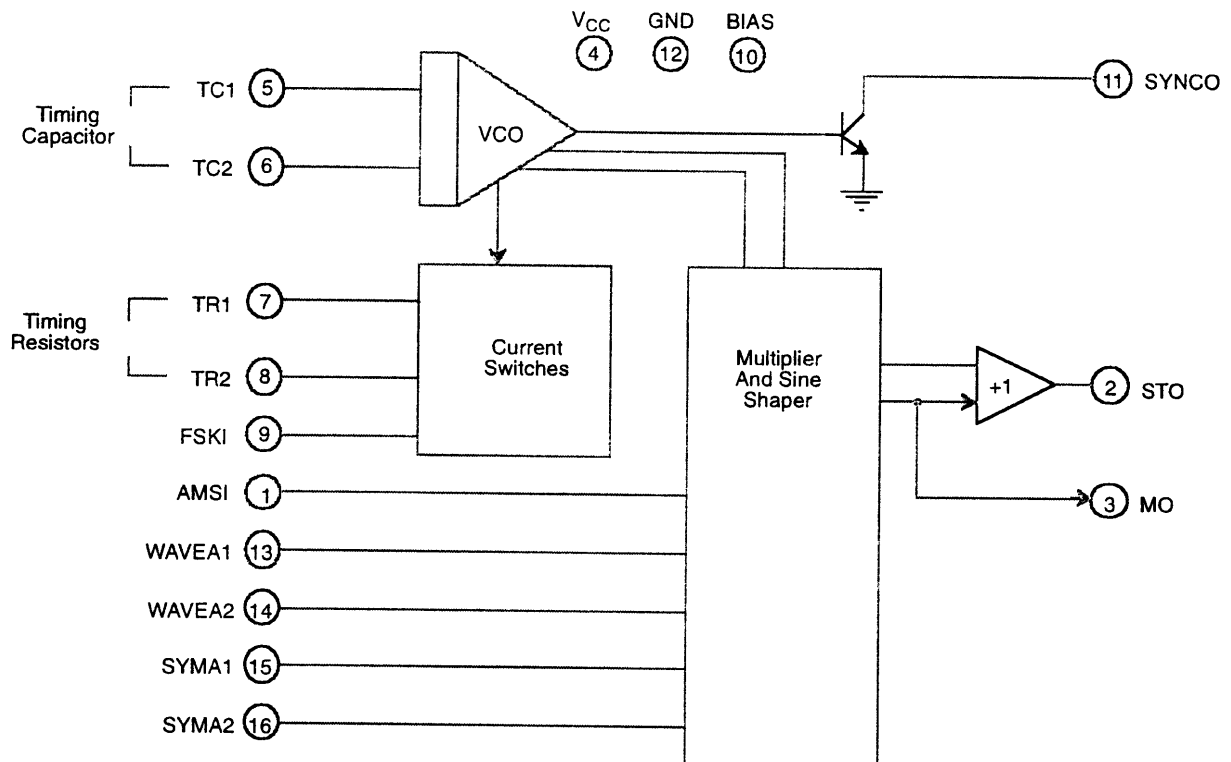 VCC GND BIAS
4 12 10
Timing
Capacitor
TC1 5
TC2 6
VCO
11 SYNCO
Timing
Resistors
TR1 7
TR2 8
FSKI 9
Current
Switches
AMSI 1
WAVEA1 13
WAVEA2 14
SYMA1 15
SYMA2 16
Multiplier
And Sine
Shaper
+1
2 STO
3 MO